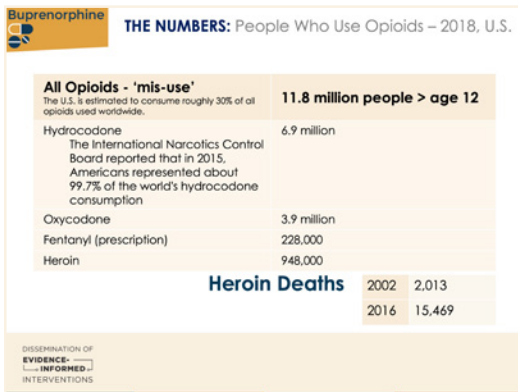 Buprenorphine
THE NUMBERS: People Who Use Opioids – 2018, U.S.
All Opioids - ‘mis-use’
The U.S. is estimated to consume roughly 30% of all
opioids used worldwide.
11.8 million people > age 12
Hydrocodone
6.9 million
The International Narcotics Control
Board reported that in 2015,
Americans represented about
99.7% of the world's hydrocodone
consumption
Oxycodone
3.9 million
Fentanyl (prescription)
228,000
Heroin
948,000
Heroin Deaths
2002
2,013
2016
15,469
DISSEMINATION OF
EVIDENCE-
INFORMED
INTERVENTIONS